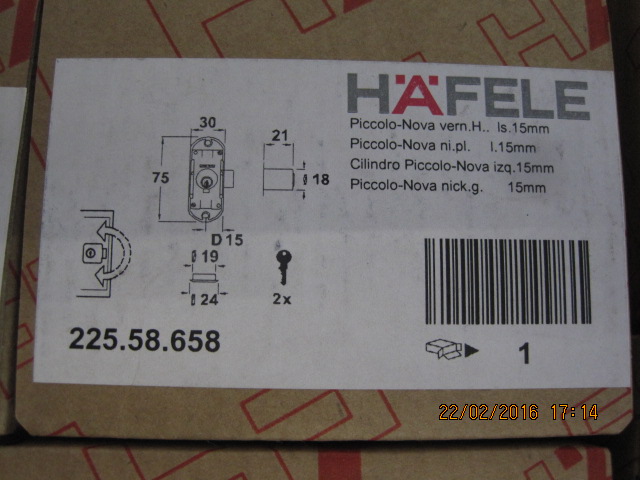 HÄFELE
Piccolo-Nova vern.H.. ls.15mm
Piccolo-Nova ni.pl. l.15mm
Cilindro Piccolo-Nova izq.15mm
Piccolo-Nova nick.g. 15mm
30
21
75
18
D 15
19
24
2x
225.58.658
1
22/02/2016 17:14